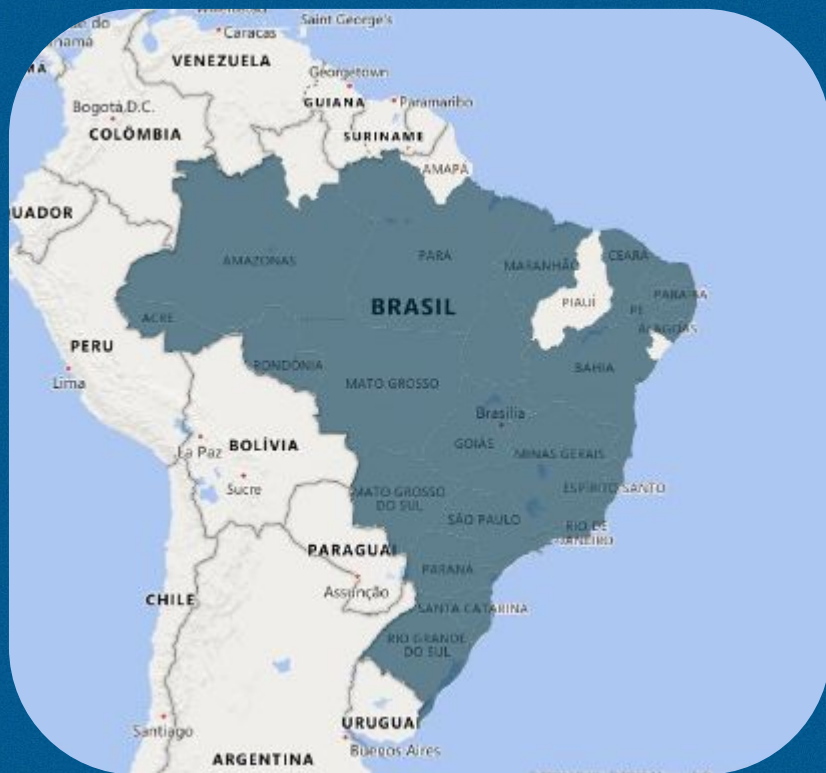 Saint George's
Caracas
VENEZUELA
Georgetown
Bogotá, D.C.
GUIANA
Paramaribo
COLÔMBIA
SURINAME
AMAPÁ
AMAZONAS
PARÁ
MARANHÃO
CEARÁ
PIAUÍ
PARAÍBA
PE
ALAGOAS
BRASIL
ACRE
PERU
Lima
RONDÔNIA
BAHIA
MATO GROSSO
Brasília
GOIÁS
MINAS GERAIS
La Paz
BOLÍVIA
Sucre
ESPÍRITO SANTO
MATO GROSSO
DO SUL
SÃO PAULO
RIO DE
JANEIRO
PARAGUAI
PARANÁ
Assunção
CHILE
SANTA CATARINA
RIO GRANDE
DO SUL
Santiago
URUGUAI
Buenos Aires
ARGENTINA